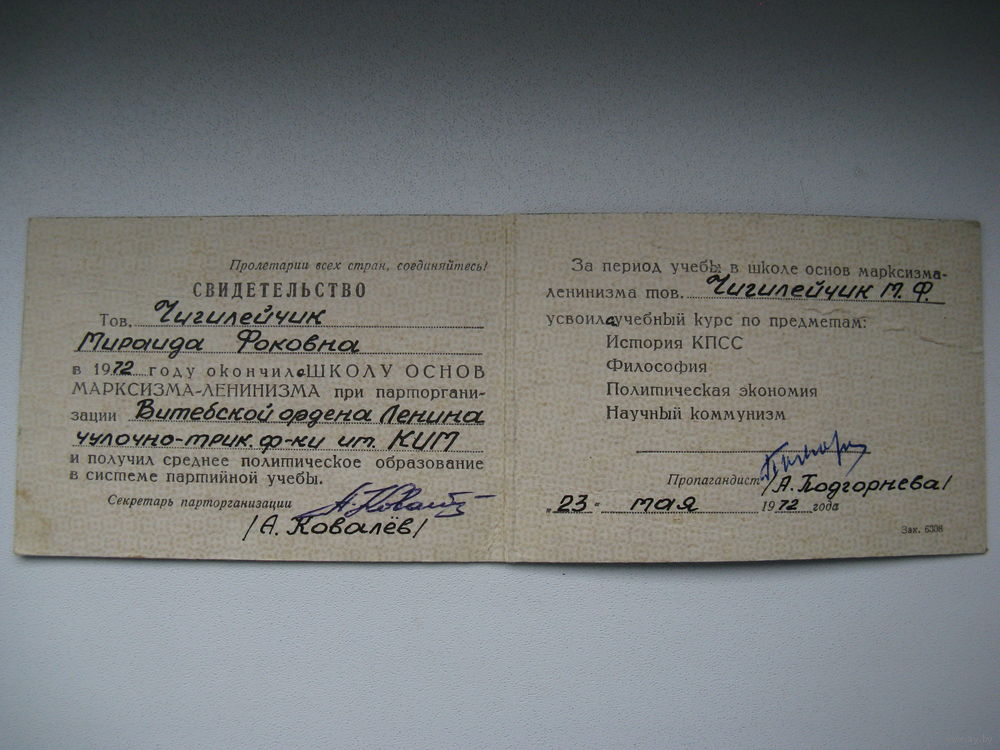 Пролетарии всех стран, соединяйтесь!
СВИДЕТЕЛЬСТВО
Тов. Чигилейчик
Мираида Фоковна
в 1972 году окончила ШКОЛУ ОСНОВ
МАРКСИЗМА-ЛЕНИНИЗМА при парторгани-
зации Витебской ордена Ленина
чулочно-трик. ф-ки им. КИМ
и получил среднее политическое образование
в системе партийной учебы.
Секретарь парторганизации
/А. Ковалёв/
За период учебы в школе основ марксизма-
ленинизма тов. Чигилейчик М. Ф.
усвоила учебный курс по предметам:
История КПСС
Философия
Политическая экономия
Научный коммунизм
Пропагандист /А. Подгорнева/
„23" мая 1972 года
Зак. 6308